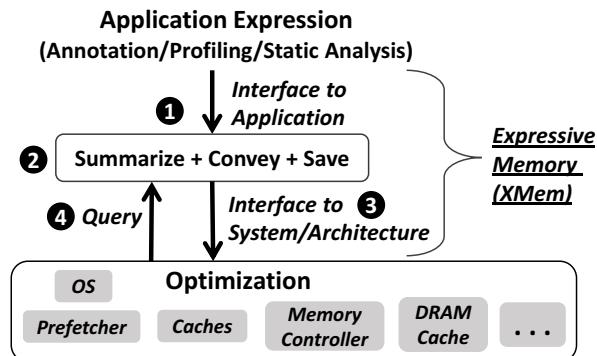 Application Expression
(Annotation/Profiling/Static Analysis)
1
Interface to
Application
2
Summarize + Convey + Save
Expressive
Memory
(XMem)
4 Query
Interface to 3
System/Architecture
Optimization
OS
Prefetcher
Caches
Memory
Controller
DRAM
Cache
...